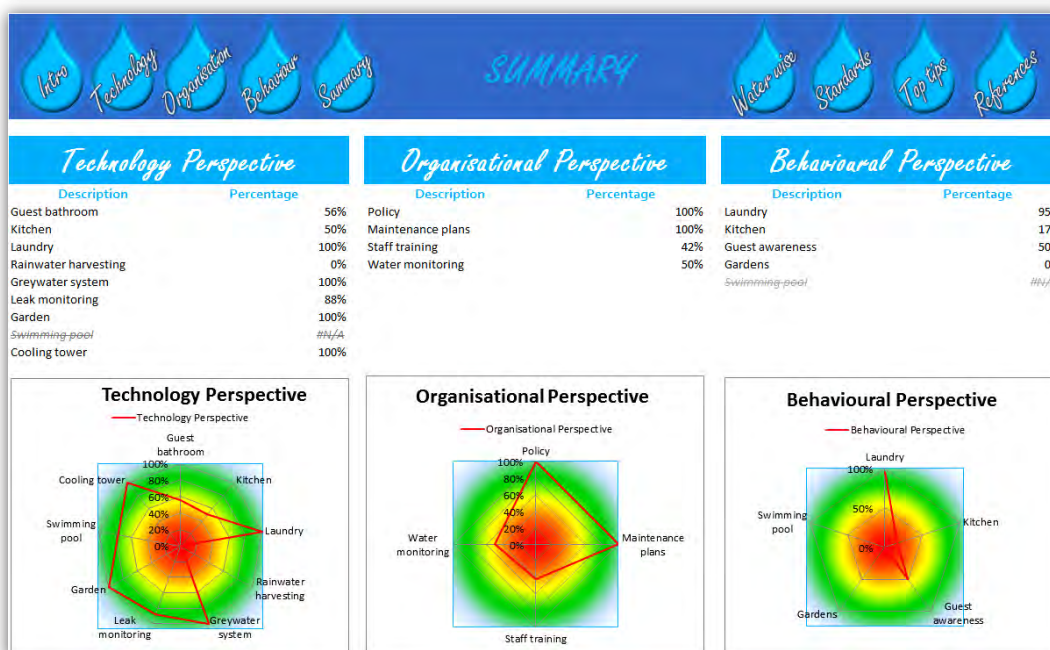 Intro Technology Organisation Behaviour Summary SUMMARY Water wise Standards Top tips References
Technology Perspective
Description Percentage
Guest bathroom 56%
Kitchen 50%
Laundry 100%
Rainwater harvesting 0%
Greywater system 100%
Leak monitoring 88%
Garden 100%
Swimming pool #N/A
Cooling tower 100%
Organisational Perspective
Description Percentage
Policy 100%
Maintenance plans 100%
Staff training 42%
Water monitoring 50%
Behavioural Perspective
Description Percentage
Laundry 95
Kitchen 17
Guest awareness 50
Gardens 0
Swimming pool #N/
Technology Perspective
Technology Perspective
Guest
bathroom
100%
Cooling tower 80% Kitchen
60%
40%
Swimming
pool
20%
Laundry
0%
Rainwater
harvesting
Garden
Leak
monitoring
Greywater
system
Organisational Perspective
Organisational Perspective
Policy
100%
80%
60%
40%
20%
Water
monitoring
0%
Maintenance
plans
Staff training
Behavioural Perspective
Behavioural Perspective
Laundry
100%
Swimming
pool
50%
Kitchen
0%
Gardens
Guest
awareness